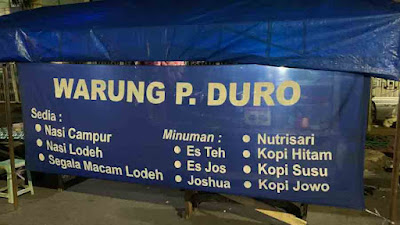 WARUNG P. DURO
Sedia :
• Nasi Campur
• Nasi Lodeh
• Segala Macam Lodeh
Minuman :
• Es Teh
• Es Jos
• Joshua
• Nutrisari
• Kopi Hitam
• Kopi Susu
• Kopi Jowo